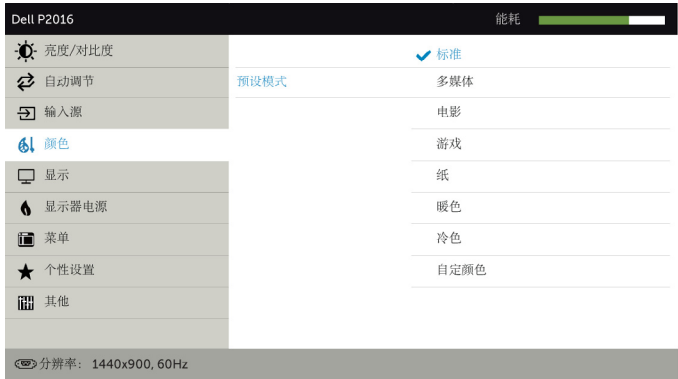 Dell P2016 能耗
亮度/对比度
标准
自动调节 预设模式 多媒体
输入源 电影
颜色 游戏
显示 纸
显示器电源 暖色
菜单 冷色
个性设置 自定颜色
其他
分辨率: 1440x900, 60Hz